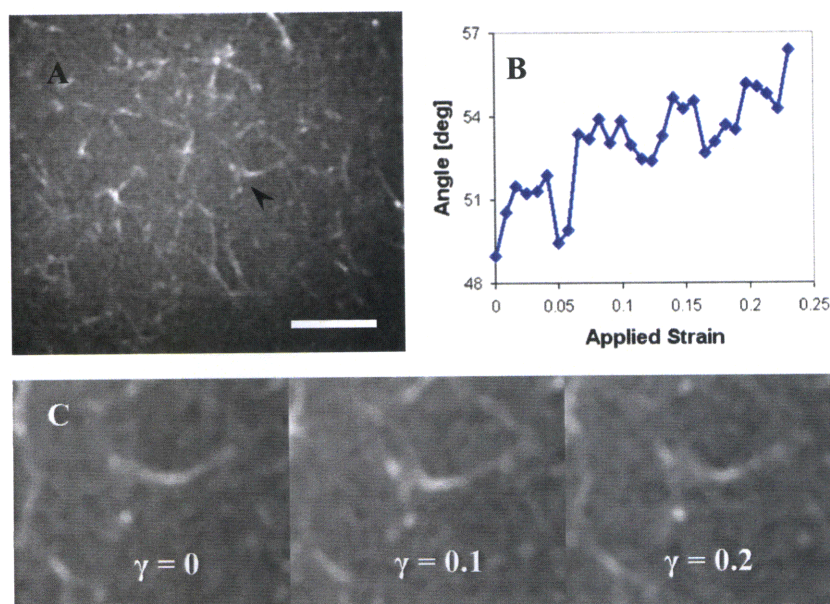 A
B
57
54
51
48
Angle [deg]
0
0.05
0.1
0.15
0.2
0.25
Applied Strain
C
γ = 0
γ = 0.1
γ = 0.2